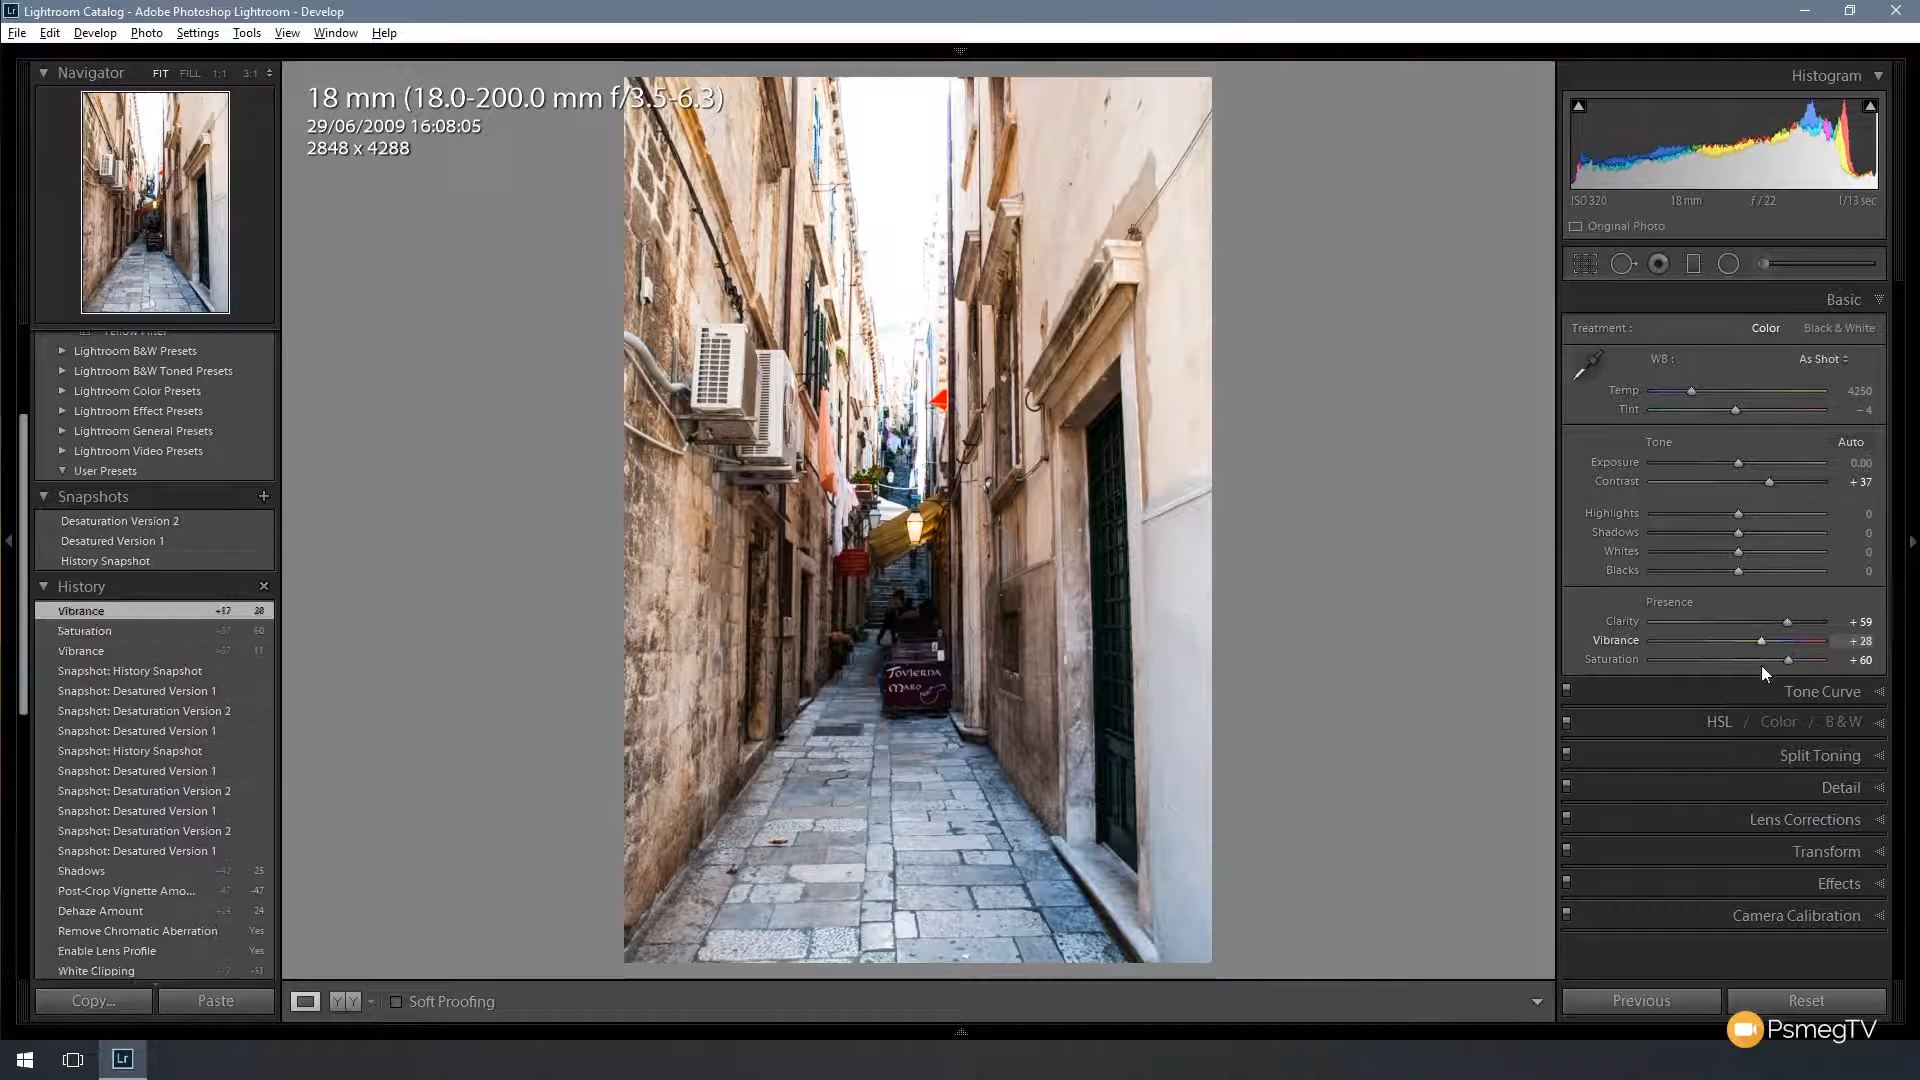 Lightroom Catalog - Adobe Photoshop Lightroom - Develop
File Edit Develop Photo Settings Tools View Window Help
Navigator FIT FILL 1:1 3:1
Yellow Filter
Lightroom B&W Presets
Lightroom B&W Toned Presets
Lightroom Color Presets
Lightroom Effect Presets
Lightroom General Presets
Lightroom Video Presets
User Presets
Snapshots +
Desaturation Version 2
Desatured Version 1
History Snapshot
History
Vibrance +17 28
Saturation 60
Vibrance 11
Snapshot: History Snapshot
Snapshot: Desatured Version 1
Snapshot: Desaturation Version 2
Snapshot: Desatured Version 1
Snapshot: History Snapshot
Snapshot: Desatured Version 1
Snapshot: Desaturation Version 2
Snapshot: Desatured Version 1
Snapshot: Desaturation Version 2
Snapshot: Desatured Version 1
Shadows 25
Post-Crop Vignette Amo... -47 -47
Dehaze Amount +24 24
Remove Chromatic Aberration Yes
Enable Lens Profile Yes
White Clipping -31
Copy... Paste
18 mm (18.0-200.0 mm f/3.5-6.3)
29/06/2009 16:08:05
2848 x 4288
Tovierna
Maro
Y Y Soft Proofing
Histogram
ISO 320 18 mm ƒ / 22 1/13 sec
Original Photo
Basic
Treatment : Color Black & White
WB : As Shot
Temp 4250
Tint - 4
Tone Auto
Exposure 0.00
Contrast + 37
Highlights 0
Shadows 0
Whites 0
Blacks 0
Presence
Clarity + 59
Vibrance + 28
Saturation + 60
Tone Curve
HSL / Color / B & W
Split Toning
Detail
Lens Corrections
Transform
Effects
Camera Calibration
Previous Reset
PsmegTV
Lr